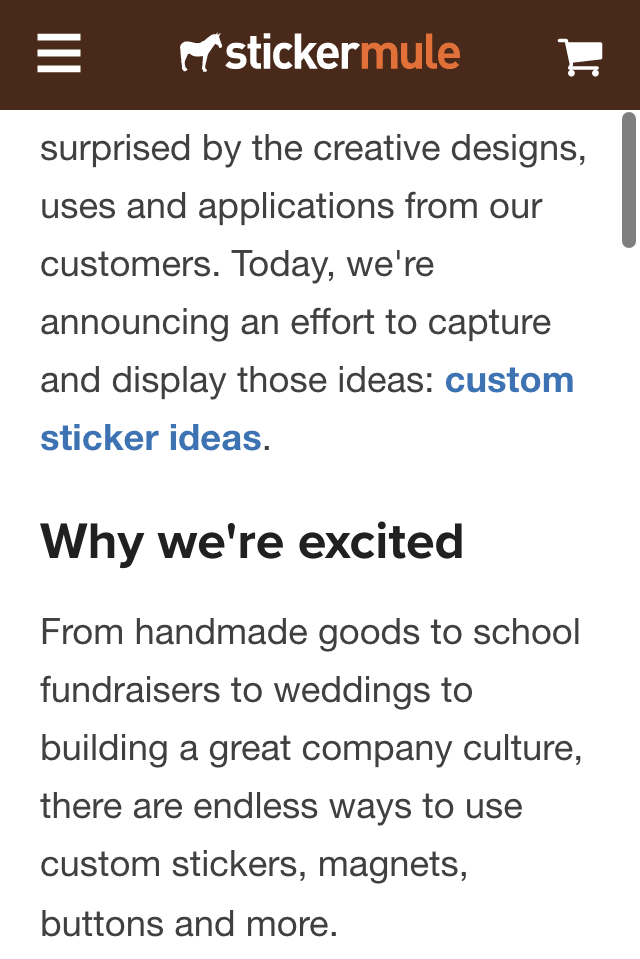 stickermule
surprised by the creative designs,
uses and applications from our
customers. Today, we're
announcing an effort to capture
and display those ideas: custom
sticker ideas.
Why we're excited
From handmade goods to school
fundraisers to weddings to
building a great company culture,
there are endless ways to use
custom stickers, magnets,
buttons and more.